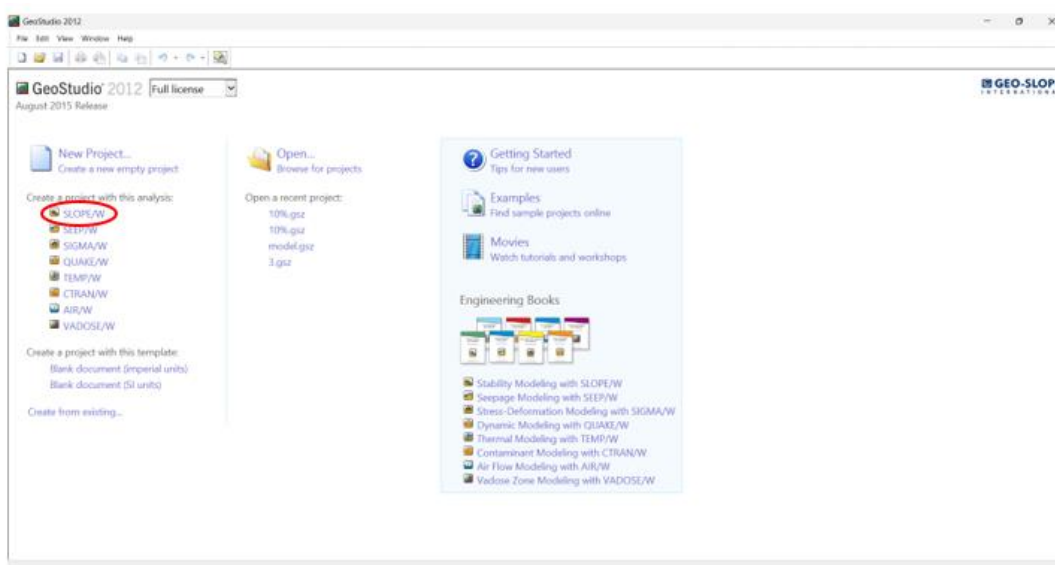 GeoStudio 2012
File Edit View Window Help
GeoStudio 2012 Full license
August 2015 Release
GEO-SLOP
INTERNATIONA
New Project...
Create a new empty project
Create a project with this analysis:
SLOPE/W
SEEP/W
SIGMA/W
QUAKE/W
TEMP/W
CTRAN/W
AIR/W
VADOSE/W
Create a project with this template:
Blank document (imperial units)
Blank document (SI units)
Create from existing...
Open...
Browse for projects
Open a recent project:
10%.gsz
10%.gsz
model.gsz
3.gsz
Getting Started
Tips for new users
Examples
Find sample projects online
Movies
Watch tutorials and workshops
Engineering Books
Stability Modeling with SLOPE/W
Seepage Modeling with SEEP/W
Stress-Deformation Modeling with SIGMA/W
Dynamic Modeling with QUAKE/W
Thermal Modeling with TEMP/W
Contaminant Modeling with CTRAN/W
Air Flow Modeling with AIR/W
Vadose Zone Modeling with VADOSE/W